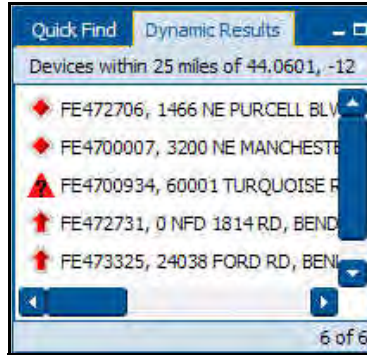 Quick Find Dynamic Results
Devices within 25 miles of 44.0601, -12
FE472706, 1466 NE PURCELL BLV
FE4700007, 3200 NE MANCHESTE
FE4700934, 60001 TURQUOISE R
FE472731, 0 NFD 1814 RD, BEND
FE473325, 24038 FORD RD, BEN
6 of 6